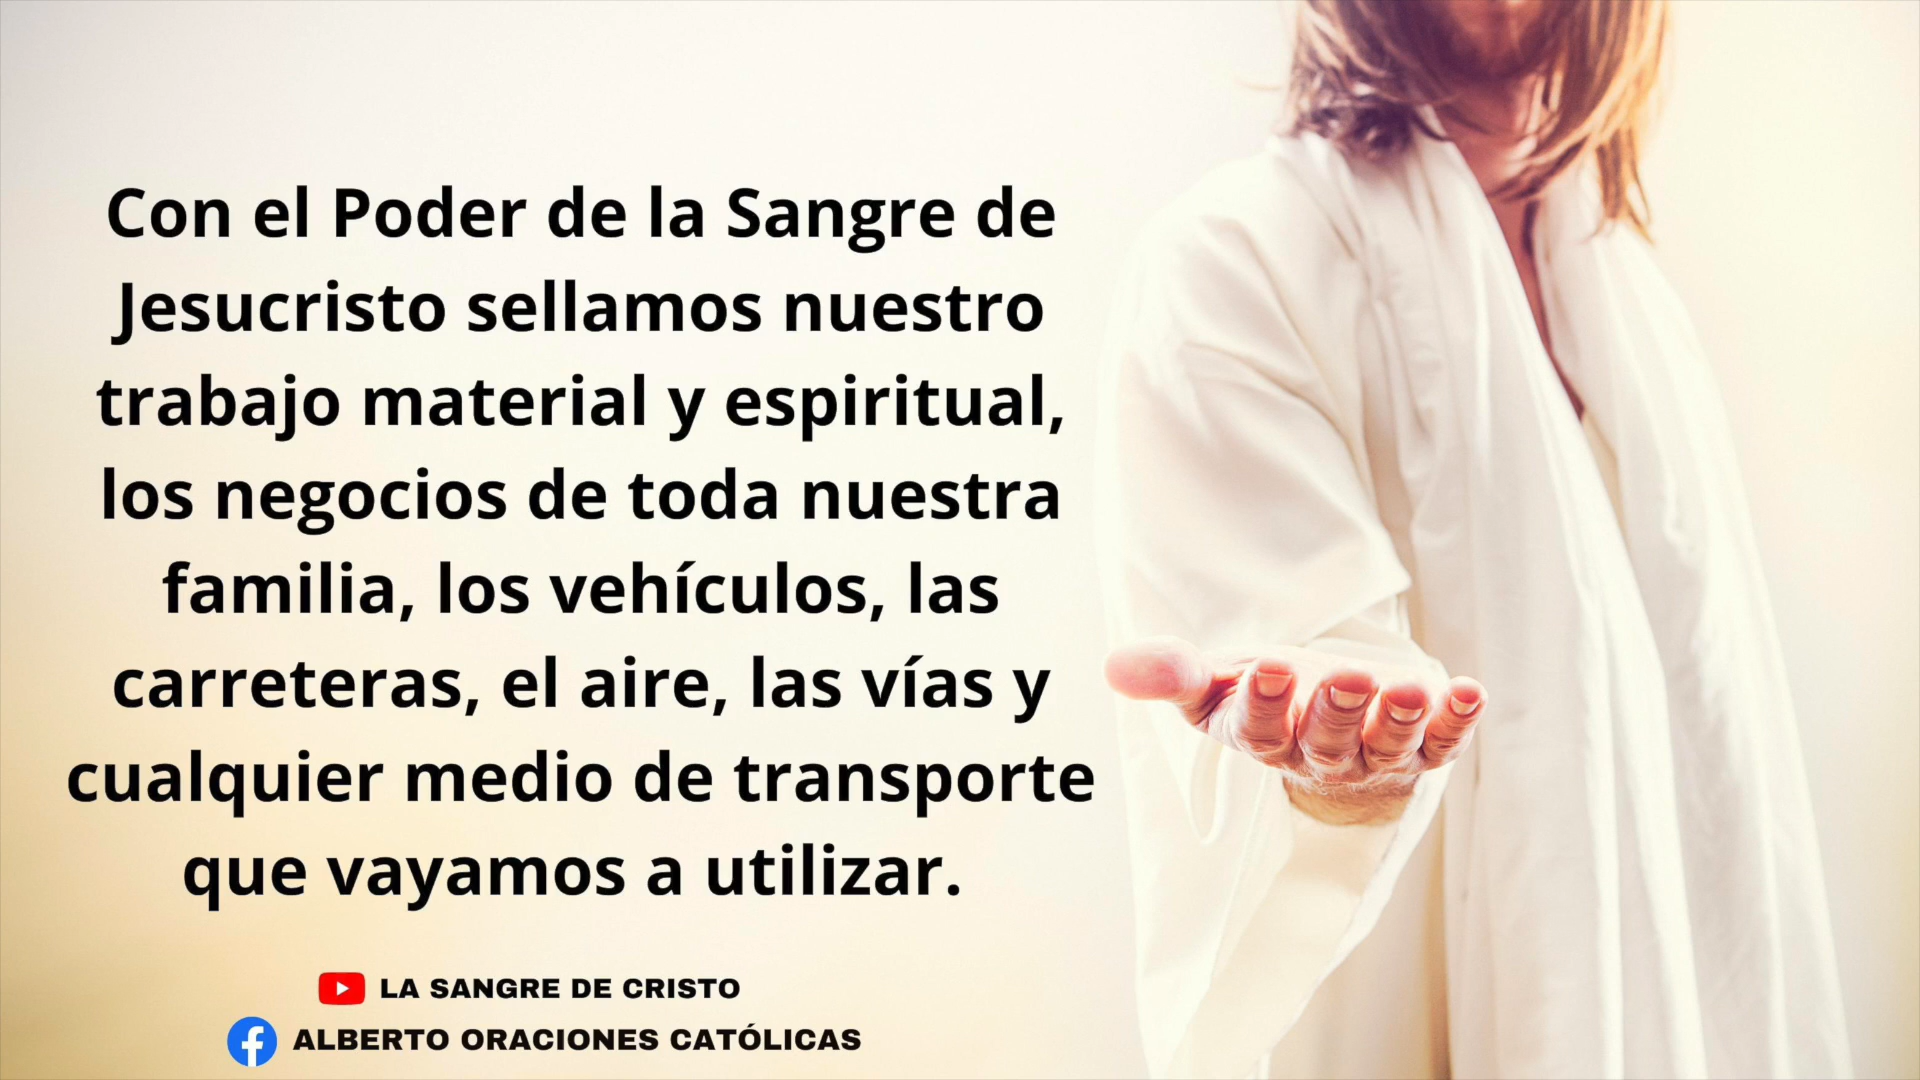 Con el Poder de la Sangre de
Jesucristo sellamos nuestro
trabajo material y espiritual,
los negocios de toda nuestra
familia, los vehículos, las
carreteras, el aire, las vías y
cualquier medio de transporte
que vayamos a utilizar.
LA SANGRE DE CRISTO
ALBERTO ORACIONES CATÓLICAS